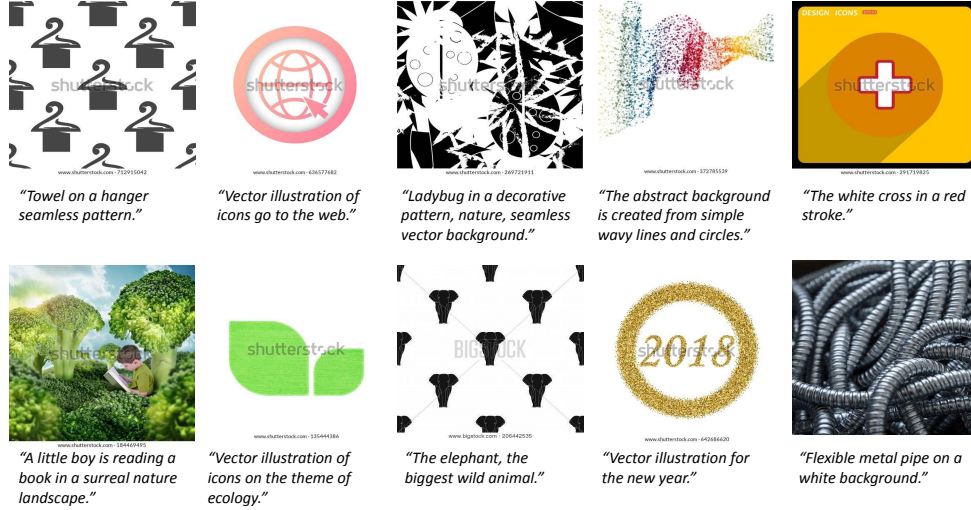 shutterstock
shutterstock
shutterstock
shutterstock
DESIGN ICONS
shutterstock
www.shutterstock.com · 712915042
www.shutterstock.com · 636577682
www.shutterstock.com · 269721911
www.shutterstock.com · 372785539
www.shutterstock.com · 291719825
“Towel on a hanger
seamless pattern.”
“Vector illustration of
icons go to the web.”
“Ladybug in a decorative
pattern, nature, seamless
vector background.”
“The abstract background
is created from simple
wavy lines and circles.”
“The white cross in a red
stroke.”
shutterstock
shutterstock
BIGSTOCK
2018
shutterstock
shutterstock
www.shutterstock.com · 184469495
www.shutterstock.com · 135444386
www.bigstock.com · 206442535
www.shutterstock.com · 642686620
“A little boy is reading a
book in a surreal nature
landscape.”
“Vector illustration of
icons on the theme of
ecology.”
“The elephant, the
biggest wild animal.”
“Vector illustration for
the new year.”
“Flexible metal pipe on a
white background.”